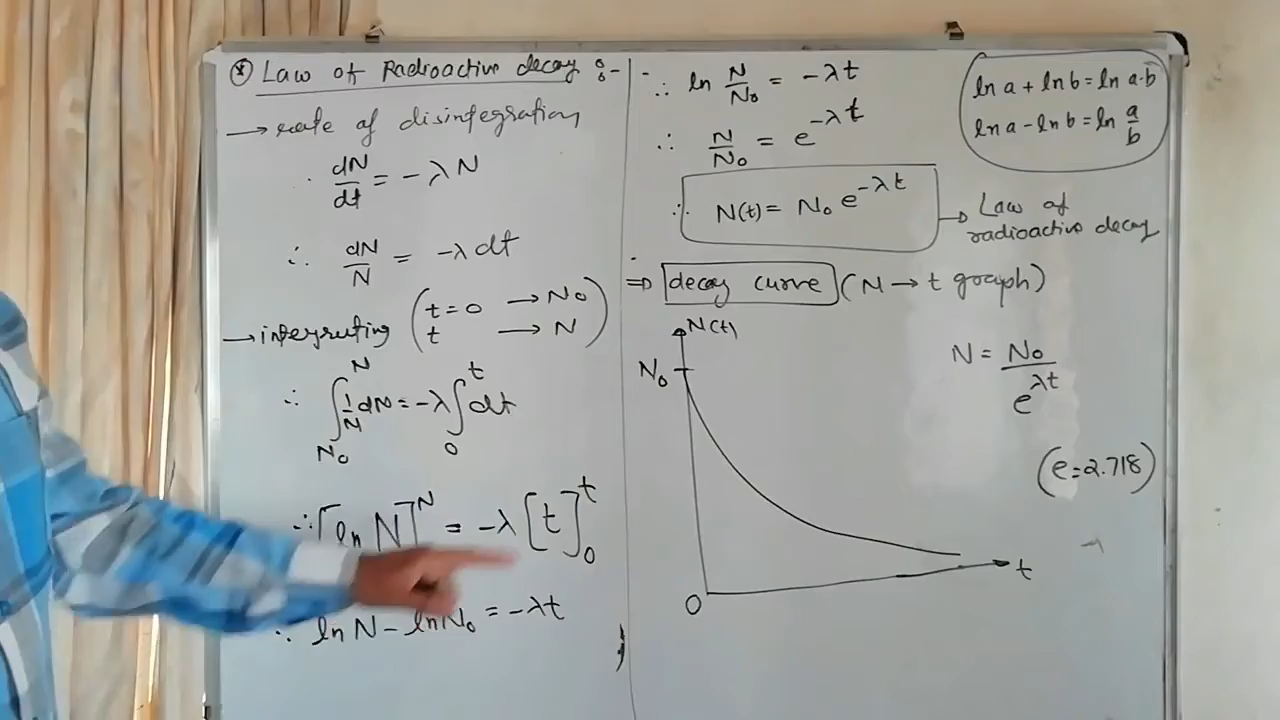 ⊛ Law of Radioactive decay :-
→ rate of disintegration
dN/dt = -λN
∴ dN/N = -λdt
→ integrating (t=0 → N₀
t → N)
∴ ∫_{N₀}^{N} 1/N dN = -λ∫_{0}^{t} dt
∴ [ln N]^{N} = -λ[t]_{0}^{t}
∴ ln N - ln N₀ = -λt
∴ ln N/N₀ = -λt
∴ N/N₀ = e^{-λt}
∴ N(t) = N₀ e^{-λt} → Law of
radioactive decay
ln a + ln b = ln a·b
ln a - ln b = ln a/b
⇒ decay curve (N → t graph)
N(t)
N₀
0
t
N = N₀/e^{λt}
(e=2.718)